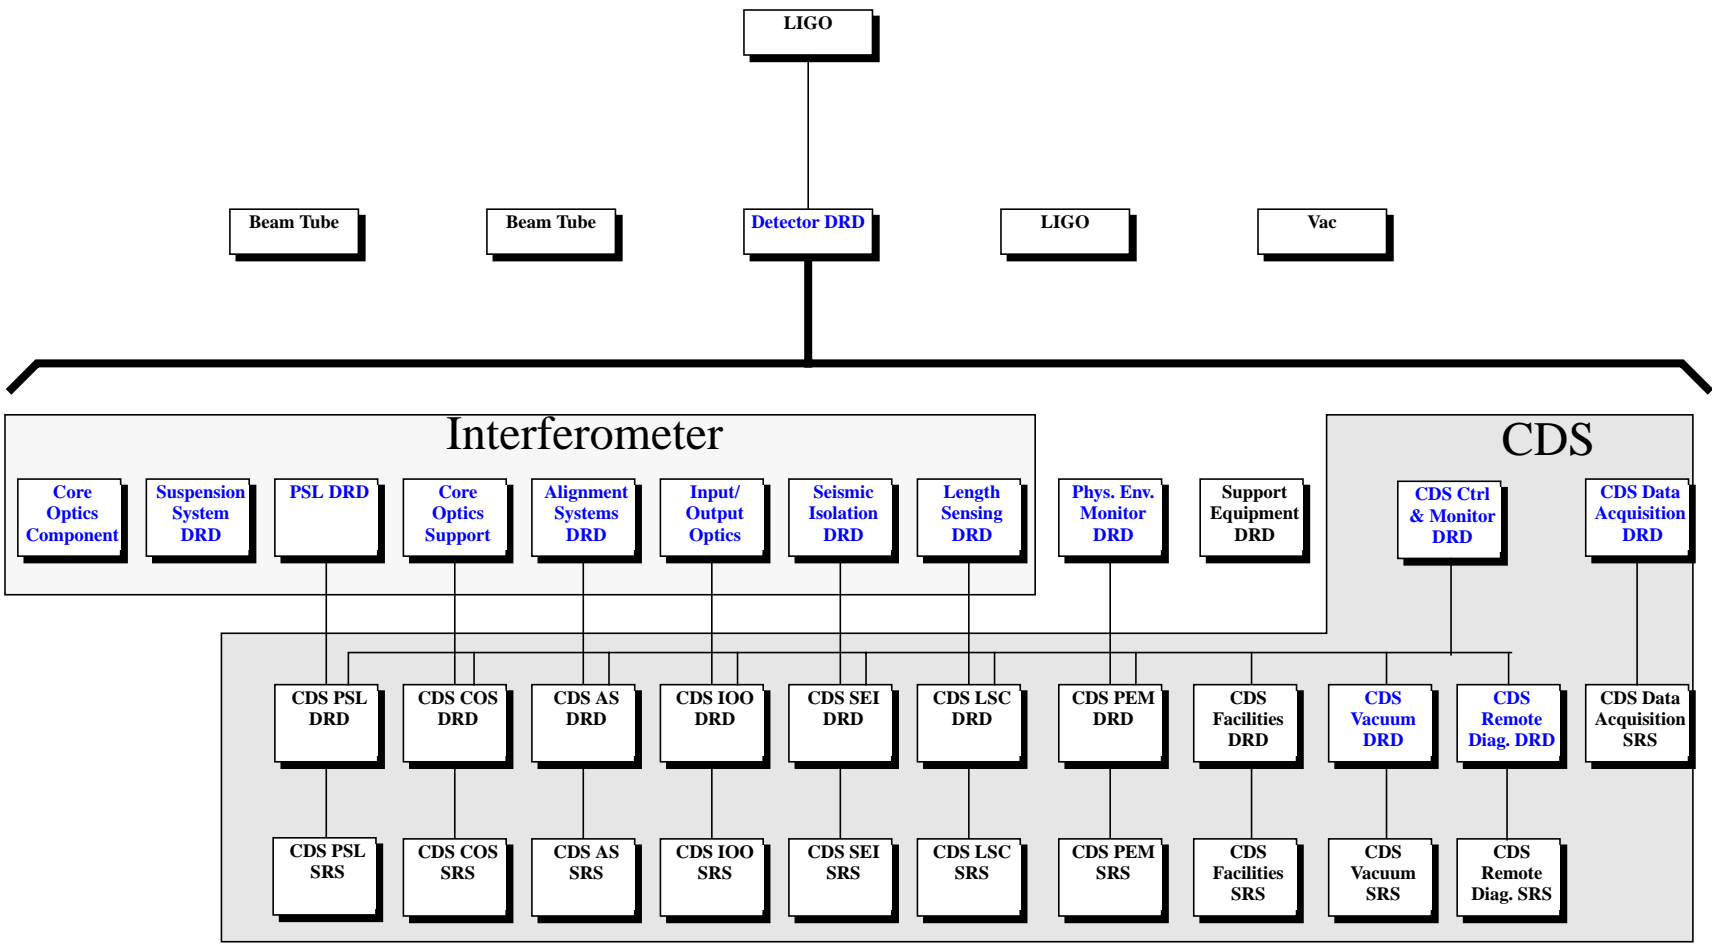 LIGO
Beam Tube
Beam Tube
Detector DRD
LIGO
Vac
Interferometer
CDS
Core
Optics
Component
Suspension
System
DRD
PSL DRD
Core
Optics
Support
Alignment
Systems
DRD
Input/
Output
Optics
Seismic
Isolation
DRD
Length
Sensing
DRD
Phys. Env.
Monitor
DRD
Support
Equipment
DRD
CDS Ctrl
& Monitor
DRD
CDS Data
Acquisition
DRD
CDS PSL
DRD
CDS COS
DRD
CDS AS
DRD
CDS IOO
DRD
CDS SEI
DRD
CDS LSC
DRD
CDS PEM
DRD
CDS
Facilities
DRD
CDS
Vacuum
DRD
CDS
Remote
Diag. DRD
CDS Data
Acquisition
SRS
CDS PSL
SRS
CDS COS
SRS
CDS AS
SRS
CDS IOO
SRS
CDS SEI
SRS
CDS LSC
SRS
CDS PEM
SRS
CDS
Facilities
SRS
CDS
Vacuum
SRS
CDS
Remote
Diag. SRS